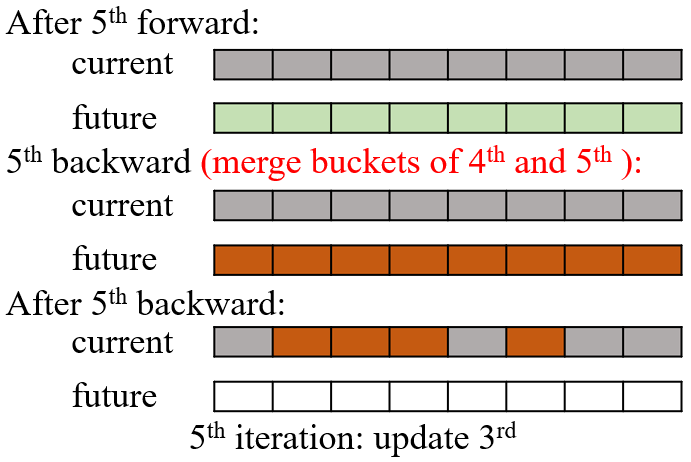 After 5th forward:
current
future
5th backward (merge buckets of 4th and 5th ):
current
future
After 5th backward:
current
future
5th iteration: update 3rd